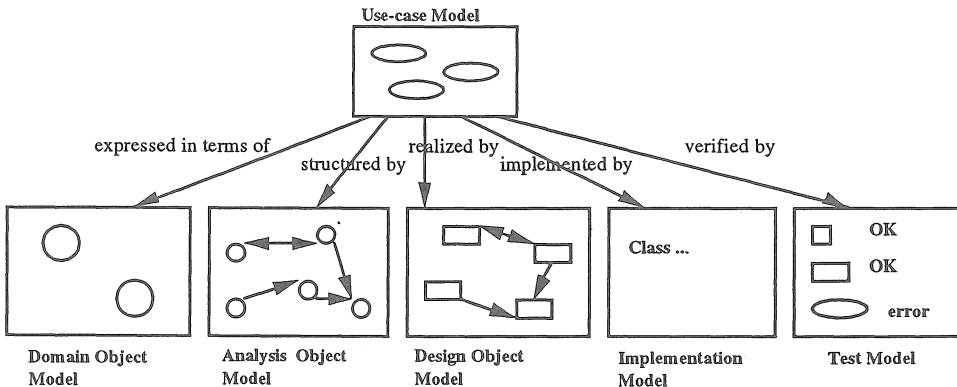 Use-case Model
expressed in terms of
structured by
realized by
implemented by
verified by
Class ...
OK
OK
error
Domain Object
Model
Analysis Object
Model
Design Object
Model
Implementation
Model
Test Model